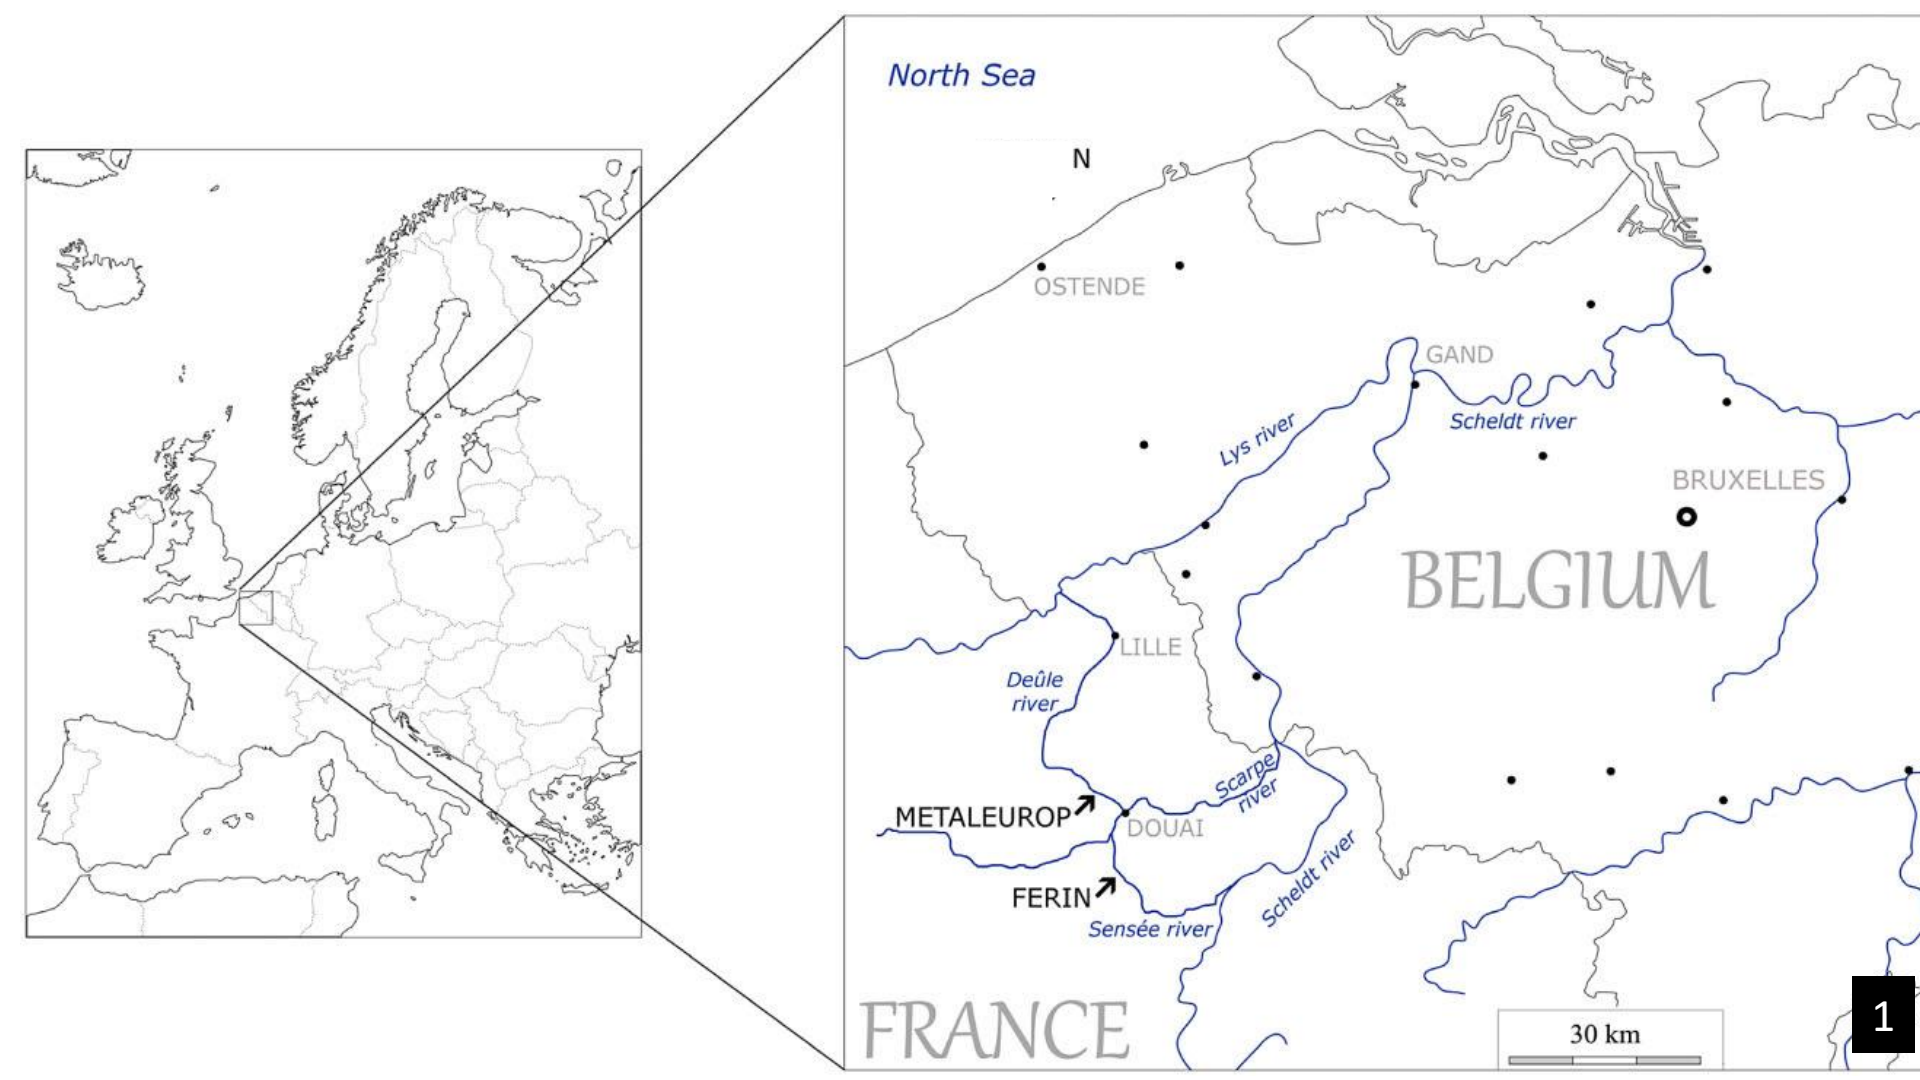 North Sea
N
OSTENDE
GAND
Lys river
Scheldt river
BRUXELLES
BELGIUM
LILLE
Deûle
river
Scarpe
river
METALEUROP
DOUAI
FERIN
Scheldt river
Sensée river
FRANCE
30 km
1